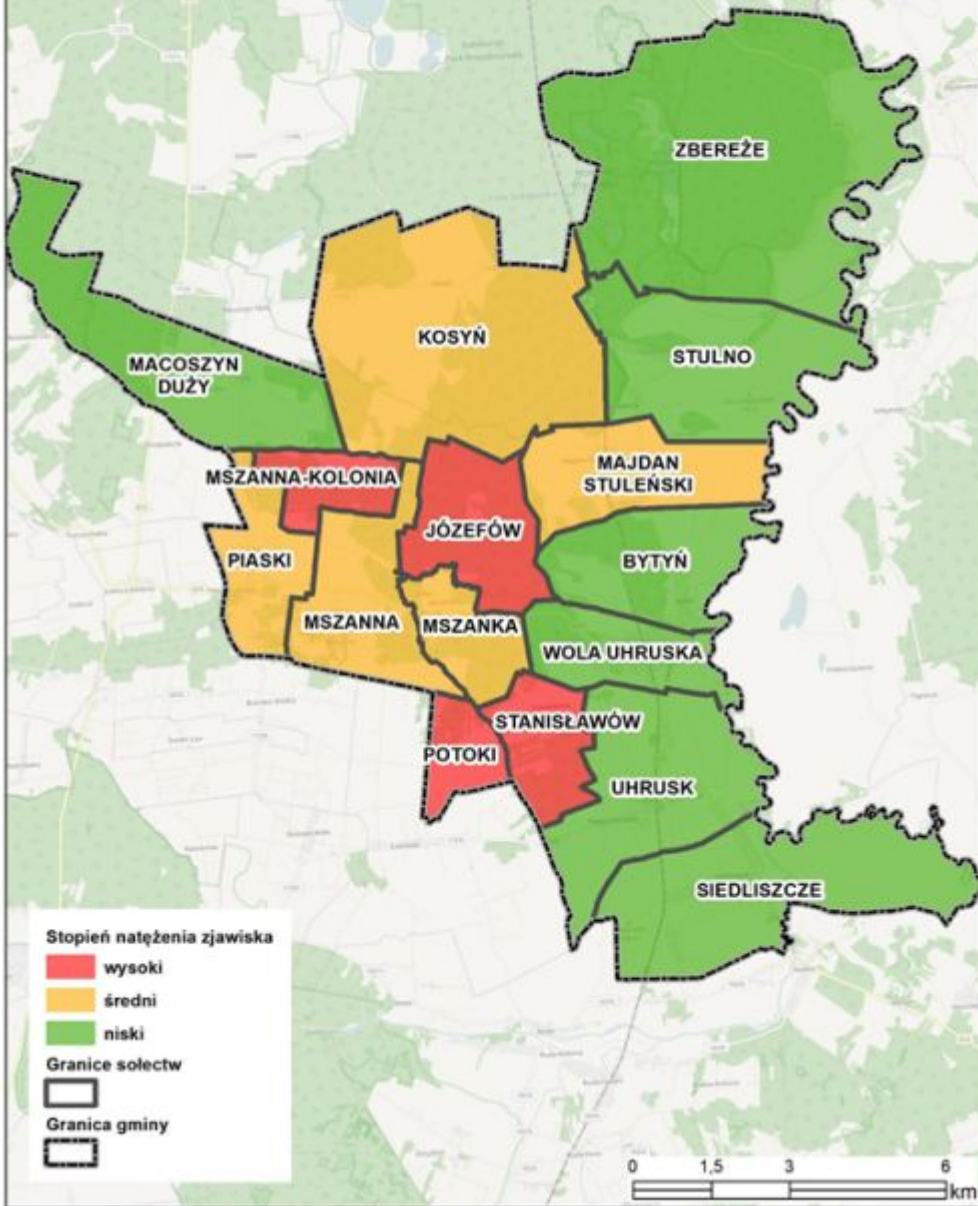 ZBEREŻE
KOSYŃ
STULNO
MACOSZYN
DUŻY
MSZANNA-KOLONIA
MAJDAN
STULEŃSKI
JÓZEFÓW
PIASKI
BYTYŃ
MSZANNA
MSZANKA
WOLA UHRUSKA
STANISŁAWÓW
POTOKI
UHRUSK
SIEDLISZCZE
Stopień natężenia zjawiska
wysoki
średni
niski
Granice sołectw
Granica gminy
0 1,5 3 6
km